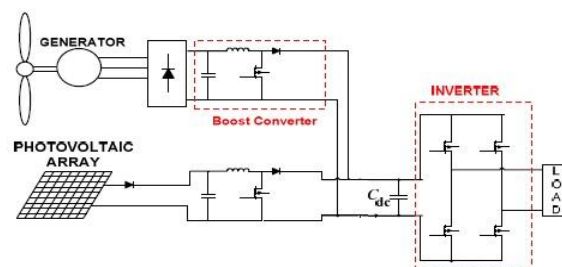 GENERATOR
Boost Converter
INVERTER
PHOTOVOLTAIC
ARRAY
Cdc
LOAD